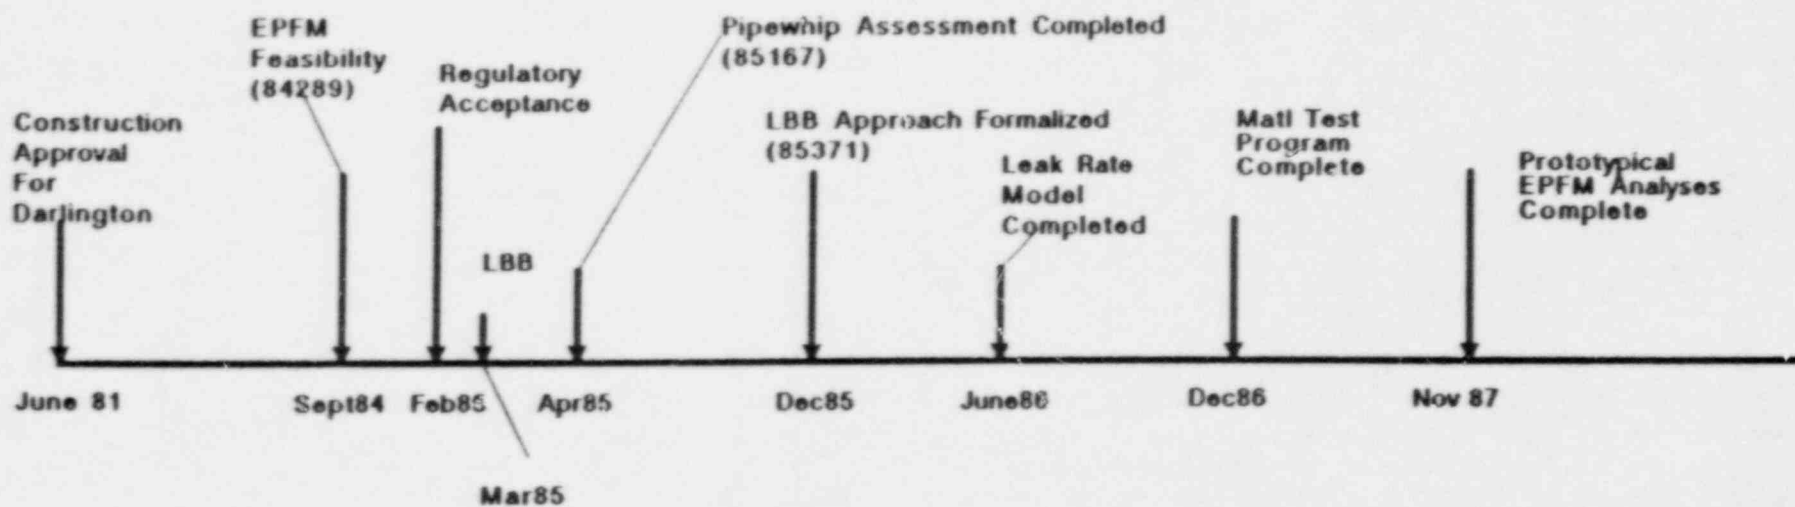 Construction
Approval
For
Darlington
EPFM
Feasibility
(84289)
Regulatory
Acceptance
LBB
Pipewhip Assessment Completed
(85167)
LBB Approach Formalized
(85371)
Leak Rate
Model
Completed
Matl Test
Program
Complete
Prototypical
EPFM Analyses
Complete
June 81
Sept84
Feb85
Mar85
Apr85
Dec85
June86
Dec86
Nov 87